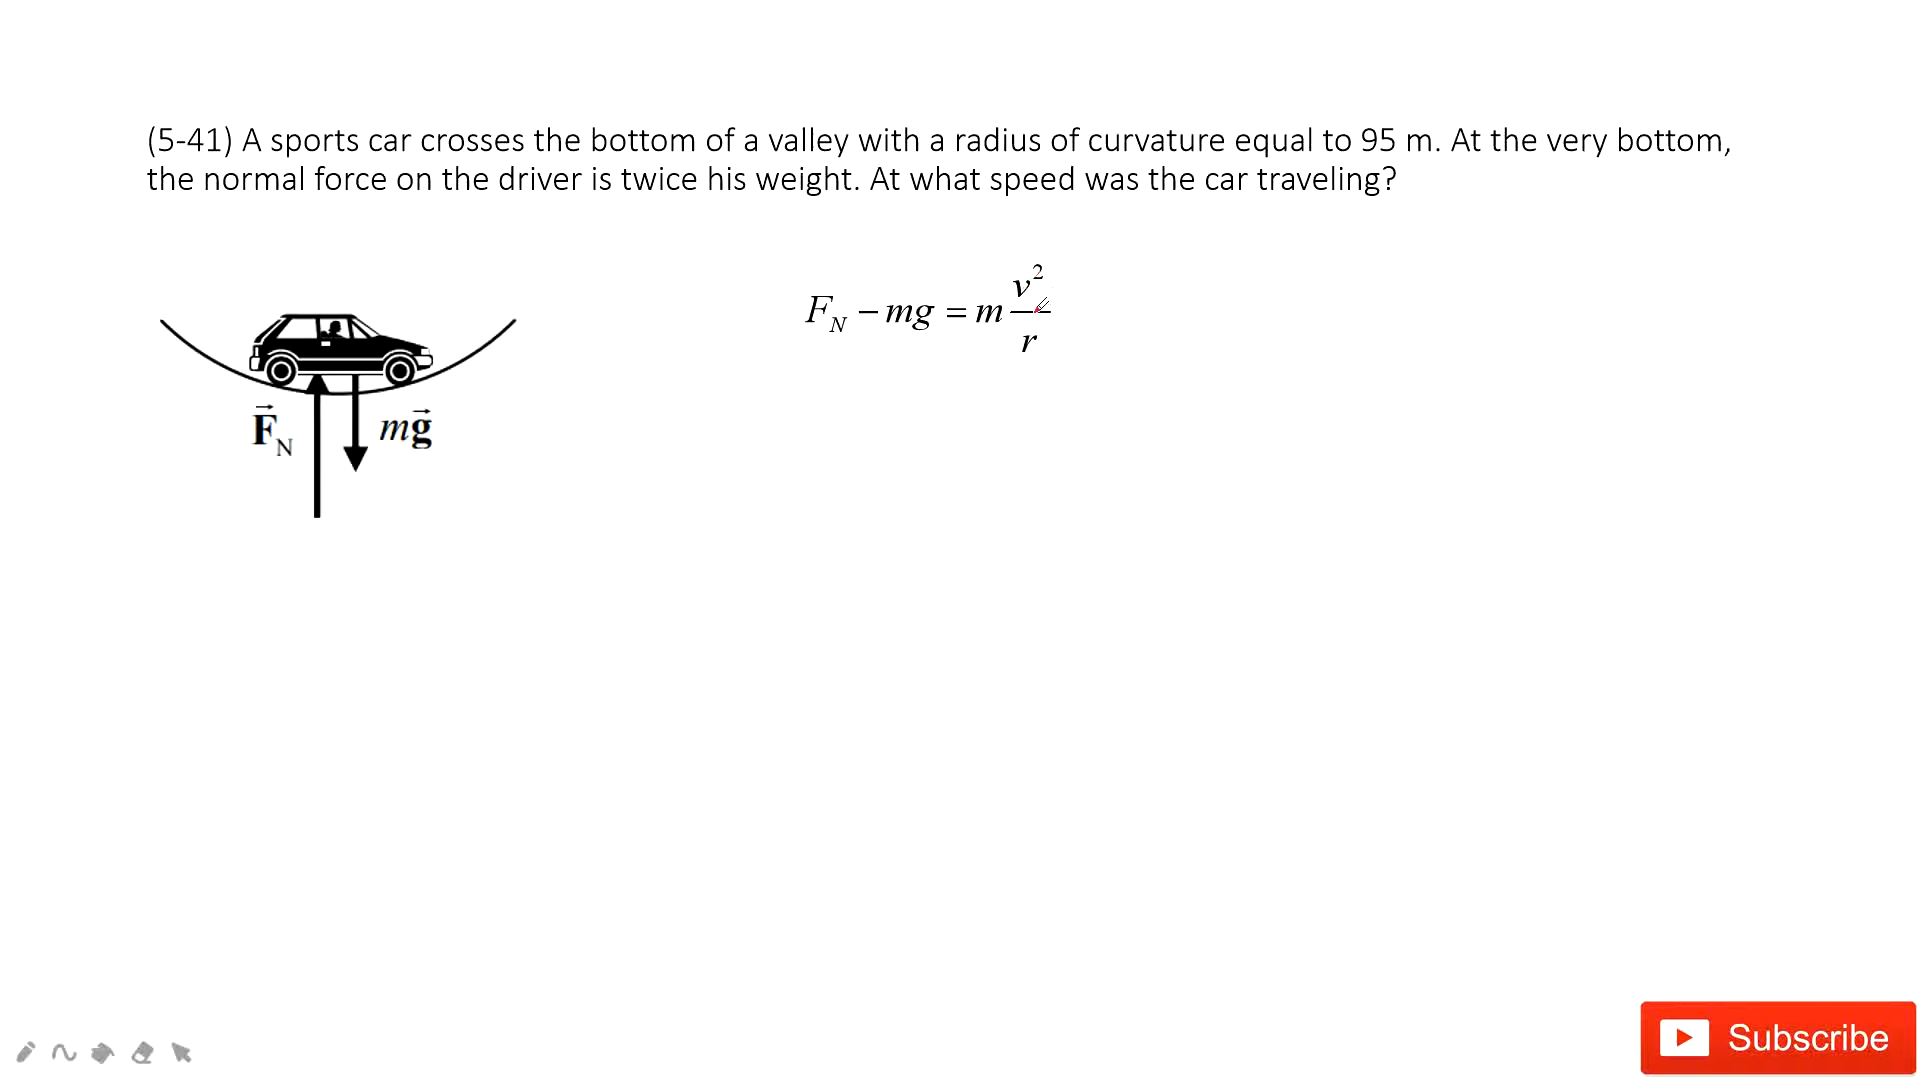 (5-41) A sports car crosses the bottom of a valley with a radius of curvature equal to 95 m. At the very bottom,
the normal force on the driver is twice his weight. At what speed was the car traveling?
F_N − mg = m v²/r
F⃗_N
mg⃗
Subscribe